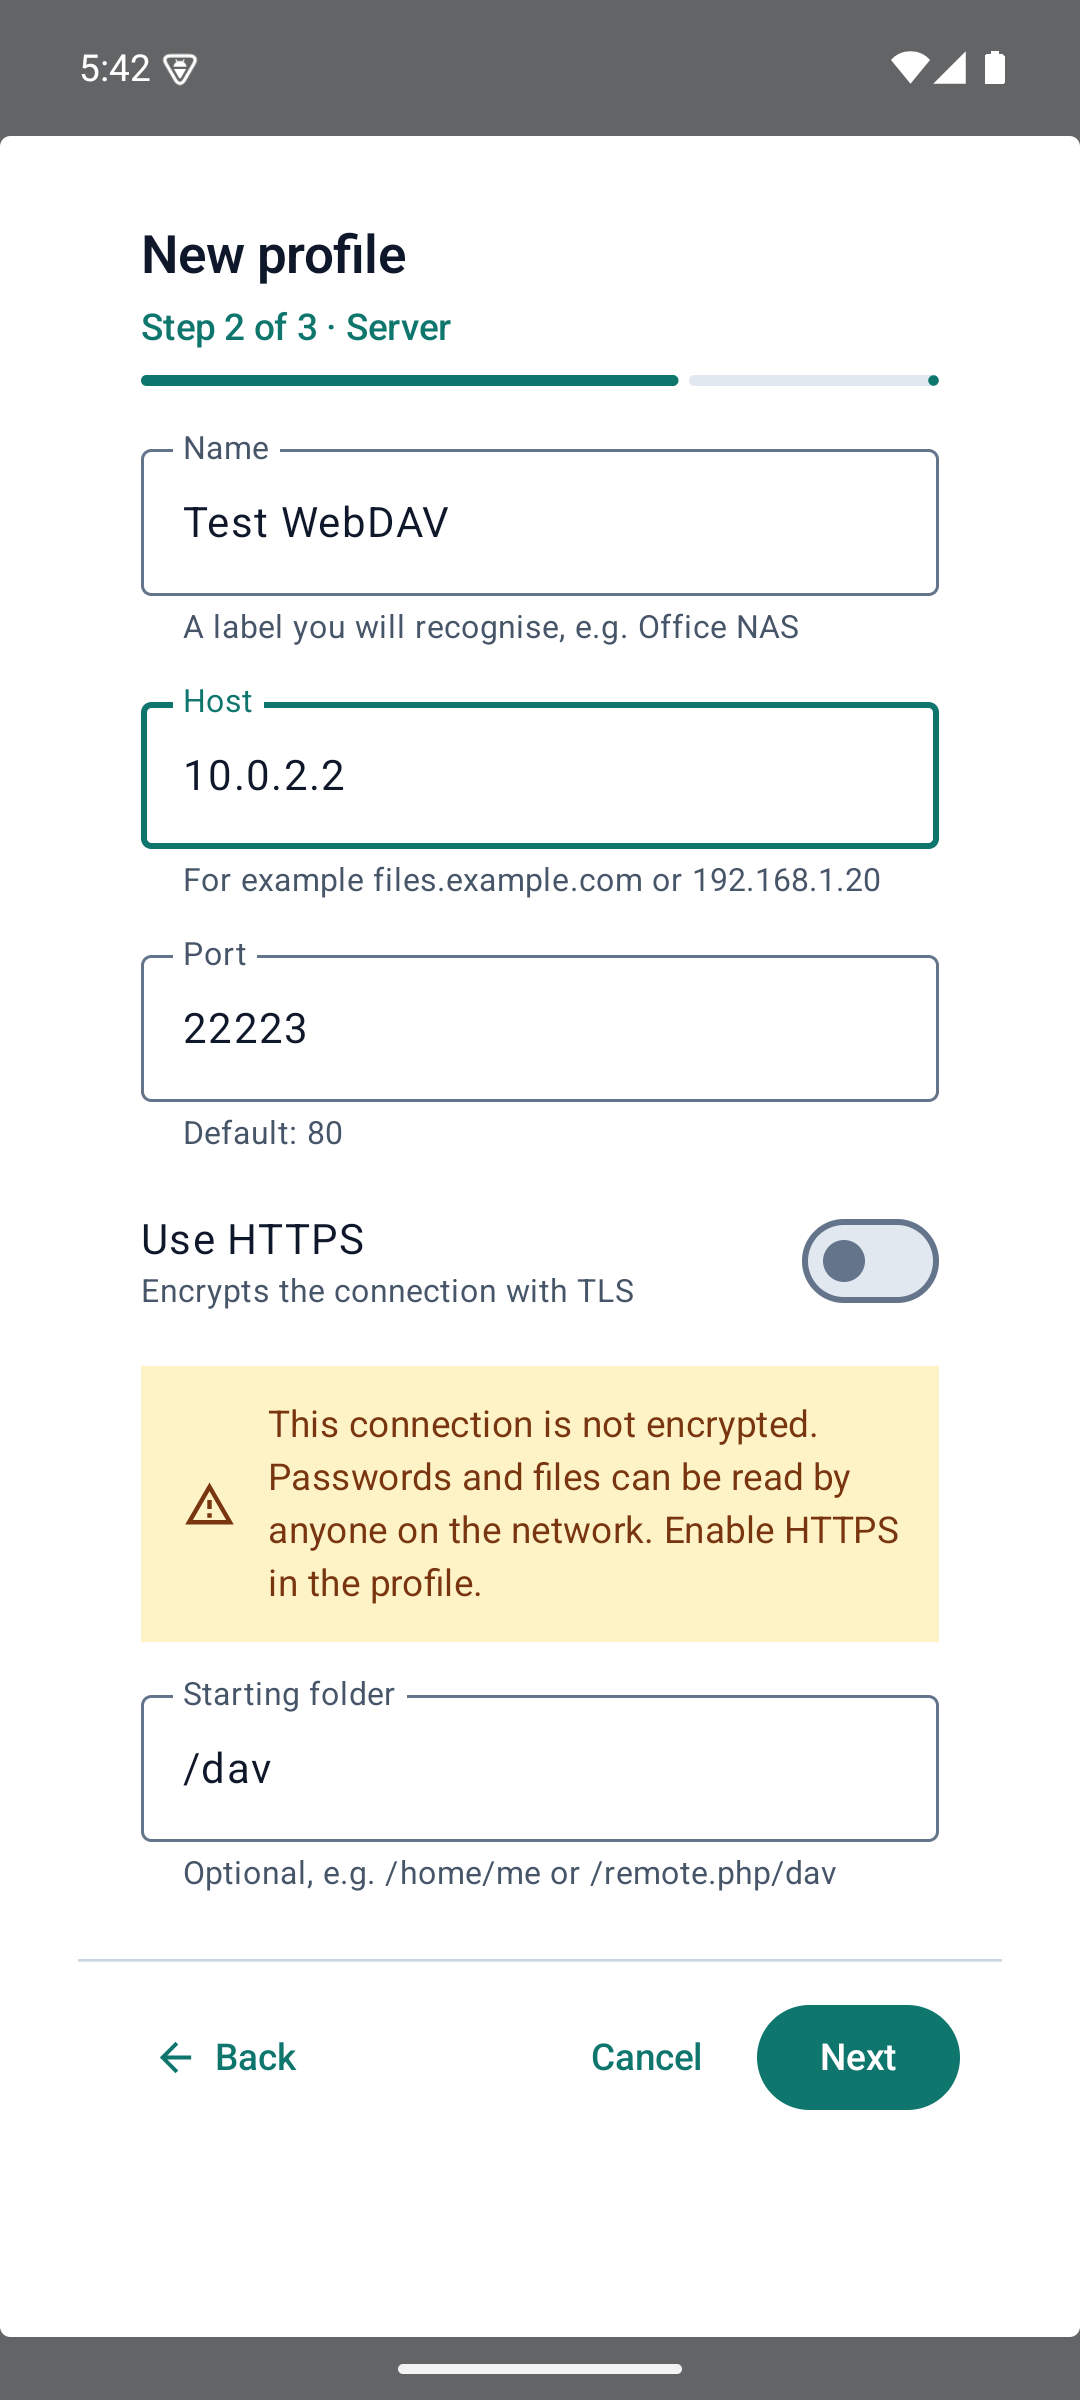 5:42
New profile
Step 2 of 3 · Server
Name
Test WebDAV
A label you will recognise, e.g. Office NAS
Host
10.0.2.2
For example files.example.com or 192.168.1.20
Port
22223
Default: 80
Use HTTPS
Encrypts the connection with TLS
This connection is not encrypted.
Passwords and files can be read by
anyone on the network. Enable HTTPS
in the profile.
Starting folder
/dav
Optional, e.g. /home/me or /remote.php/dav
Back
Cancel
Next